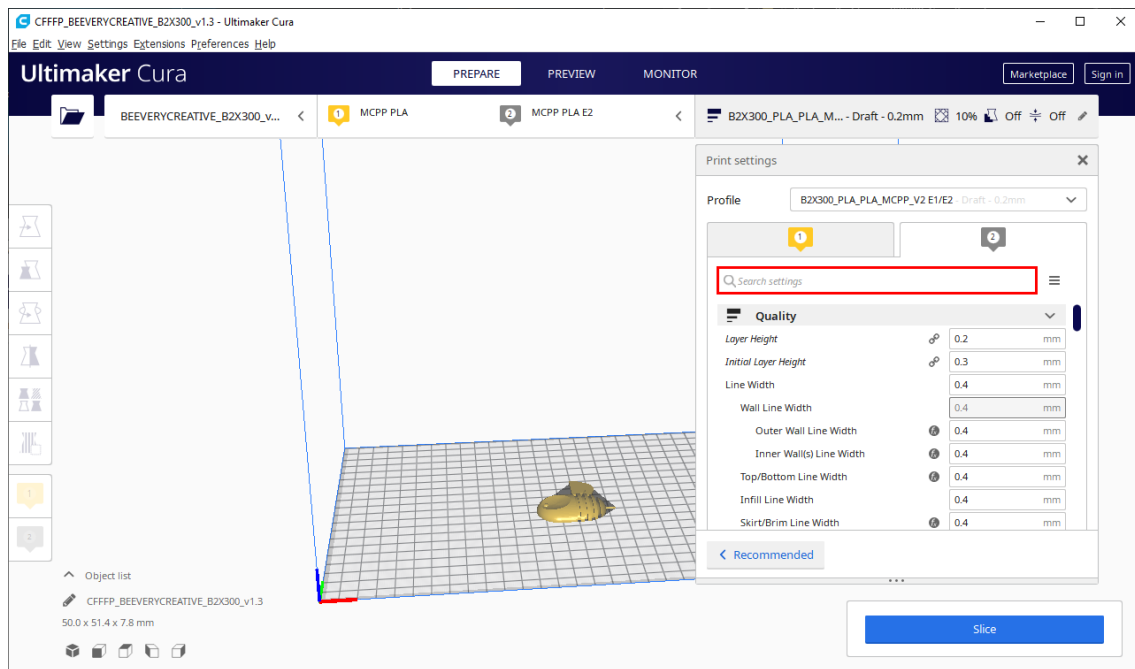 CFFFP_BEEVERYCREATIVE_B2X300_v1.3 - Ultimaker Cura
File Edit View Settings Extensions Preferences Help
Ultimaker Cura
PREPARE
PREVIEW
MONITOR
Marketplace
Sign in
BEEVERYCREATIVE_B2X300_v...
1 MCPP PLA
2 MCPP PLA E2
B2X300_PLA_PLA_M... - Draft - 0.2mm 10% Off Off
Print settings
Profile B2X300_PLA_PLA_MCPP_V2 E1/E2 - Draft - 0.2mm
1
2
Search settings
Quality
Layer Height 0.2 mm
Initial Layer Height 0.3 mm
Line Width 0.4 mm
Wall Line Width 0.4 mm
Outer Wall Line Width 0.4 mm
Inner Wall(s) Line Width 0.4 mm
Top/Bottom Line Width 0.4 mm
Infill Line Width 0.4 mm
Skirt/Brim Line Width 0.4 mm
Recommended
1
2
Object list
CFFFP_BEEVERYCREATIVE_B2X300_v1.3
50.0 x 51.4 x 7.8 mm
Slice